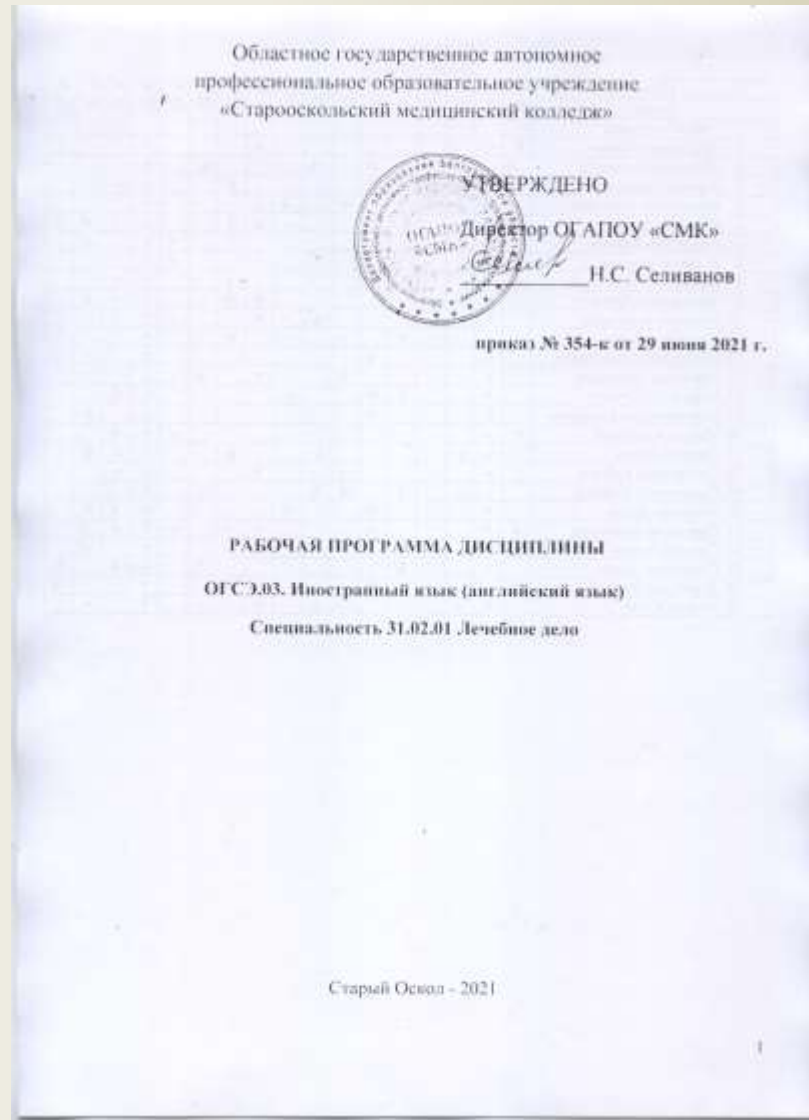 Областное государственное автономное
профессиональное образовательное учреждение
«Старооскольский медицинский колледж»
УТВЕРЖДЕНО
Директор ОГАПОУ «СМК»
Н.С. Селиванов
приказ № 354-к от 29 июня 2021 г.
РАБОЧАЯ ПРОГРАММА ДИСЦИПЛИНЫ
ОГСЭ.03. Иностранный язык (английский язык)
Специальность 31.02.01 Лечебное дело
Старый Оскол - 2021
1